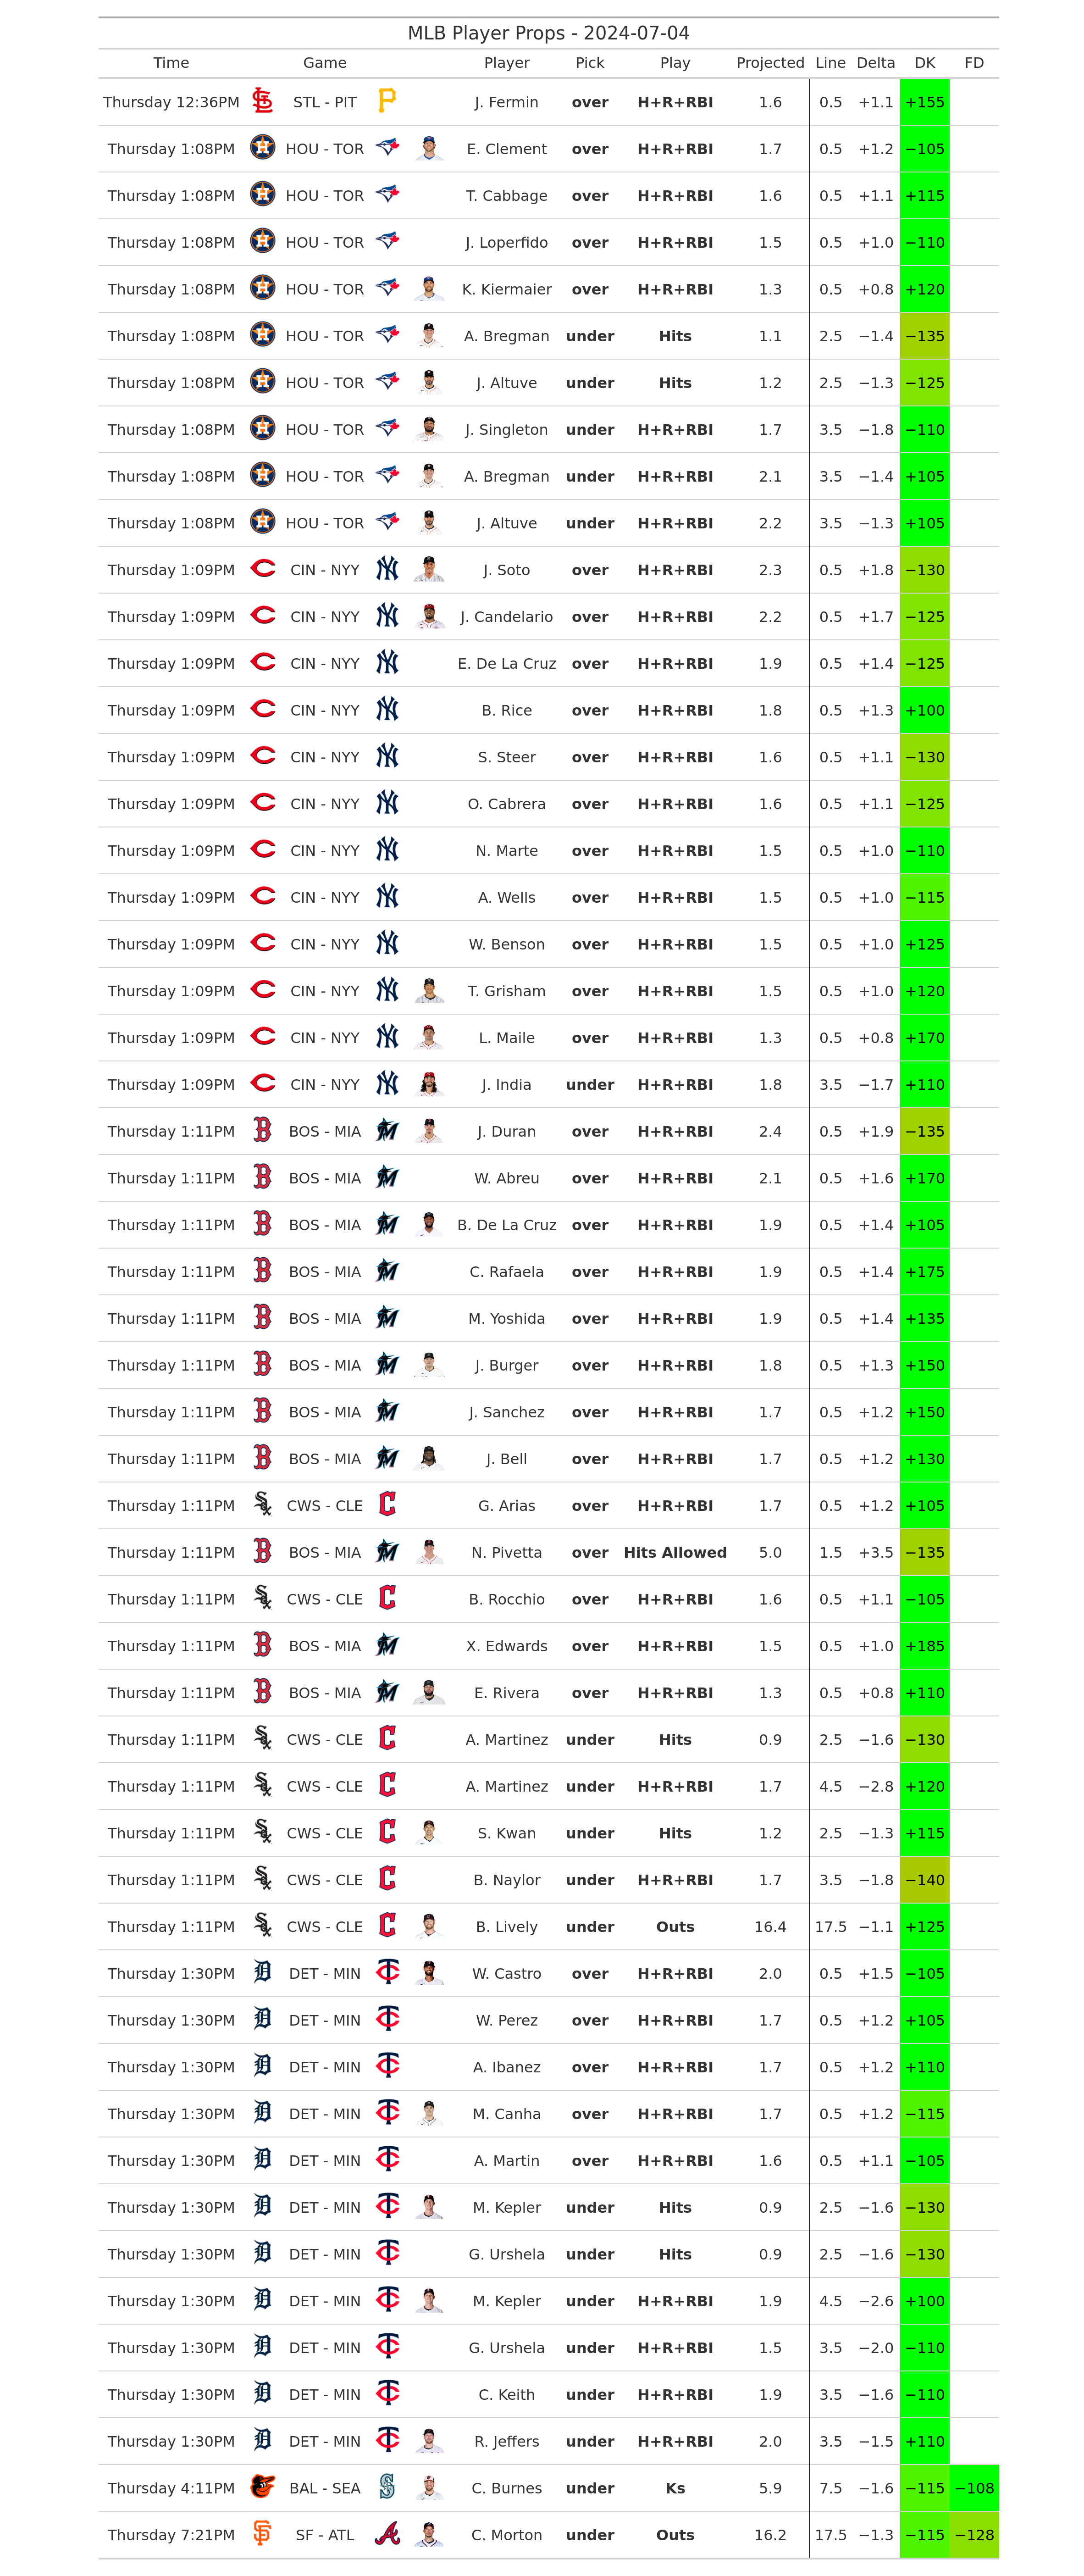 MLB Player Props - 2024-07-04
Time Game Player Pick Play Projected Line Delta DK FD
Thursday 12:36PM STL - PIT J. Fermin over H+R+RBI 1.6 0.5 +1.1 +155
Thursday 1:08PM HOU - TOR E. Clement over H+R+RBI 1.7 0.5 +1.2 −105
Thursday 1:08PM HOU - TOR T. Cabbage over H+R+RBI 1.6 0.5 +1.1 +115
Thursday 1:08PM HOU - TOR J. Loperfido over H+R+RBI 1.5 0.5 +1.0 −110
Thursday 1:08PM HOU - TOR K. Kiermaier over H+R+RBI 1.3 0.5 +0.8 +120
Thursday 1:08PM HOU - TOR A. Bregman under Hits 1.1 2.5 −1.4 −135
Thursday 1:08PM HOU - TOR J. Altuve under Hits 1.2 2.5 −1.3 −125
Thursday 1:08PM HOU - TOR J. Singleton under H+R+RBI 1.7 3.5 −1.8 −110
Thursday 1:08PM HOU - TOR A. Bregman under H+R+RBI 2.1 3.5 −1.4 +105
Thursday 1:08PM HOU - TOR J. Altuve under H+R+RBI 2.2 3.5 −1.3 +105
Thursday 1:09PM CIN - NYY J. Soto over H+R+RBI 2.3 0.5 +1.8 −130
Thursday 1:09PM CIN - NYY J. Candelario over H+R+RBI 2.2 0.5 +1.7 −125
Thursday 1:09PM CIN - NYY E. De La Cruz over H+R+RBI 1.9 0.5 +1.4 −125
Thursday 1:09PM CIN - NYY B. Rice over H+R+RBI 1.8 0.5 +1.3 +100
Thursday 1:09PM CIN - NYY S. Steer over H+R+RBI 1.6 0.5 +1.1 −130
Thursday 1:09PM CIN - NYY O. Cabrera over H+R+RBI 1.6 0.5 +1.1 −125
Thursday 1:09PM CIN - NYY N. Marte over H+R+RBI 1.5 0.5 +1.0 −110
Thursday 1:09PM CIN - NYY A. Wells over H+R+RBI 1.5 0.5 +1.0 −115
Thursday 1:09PM CIN - NYY W. Benson over H+R+RBI 1.5 0.5 +1.0 +125
Thursday 1:09PM CIN - NYY T. Grisham over H+R+RBI 1.5 0.5 +1.0 +120
Thursday 1:09PM CIN - NYY L. Maile over H+R+RBI 1.3 0.5 +0.8 +170
Thursday 1:09PM CIN - NYY J. India under H+R+RBI 1.8 3.5 −1.7 +110
Thursday 1:11PM BOS - MIA J. Duran over H+R+RBI 2.4 0.5 +1.9 −135
Thursday 1:11PM BOS - MIA W. Abreu over H+R+RBI 2.1 0.5 +1.6 +170
Thursday 1:11PM BOS - MIA B. De La Cruz over H+R+RBI 1.9 0.5 +1.4 +105
Thursday 1:11PM BOS - MIA C. Rafaela over H+R+RBI 1.9 0.5 +1.4 +175
Thursday 1:11PM BOS - MIA M. Yoshida over H+R+RBI 1.9 0.5 +1.4 +135
Thursday 1:11PM BOS - MIA J. Burger over H+R+RBI 1.8 0.5 +1.3 +150
Thursday 1:11PM BOS - MIA J. Sanchez over H+R+RBI 1.7 0.5 +1.2 +150
Thursday 1:11PM BOS - MIA J. Bell over H+R+RBI 1.7 0.5 +1.2 +130
Thursday 1:11PM CWS - CLE G. Arias over H+R+RBI 1.7 0.5 +1.2 +105
Thursday 1:11PM BOS - MIA N. Pivetta over Hits Allowed 5.0 1.5 +3.5 −135
Thursday 1:11PM CWS - CLE B. Rocchio over H+R+RBI 1.6 0.5 +1.1 −105
Thursday 1:11PM BOS - MIA X. Edwards over H+R+RBI 1.5 0.5 +1.0 +185
Thursday 1:11PM BOS - MIA E. Rivera over H+R+RBI 1.3 0.5 +0.8 +110
Thursday 1:11PM CWS - CLE A. Martinez under Hits 0.9 2.5 −1.6 −130
Thursday 1:11PM CWS - CLE A. Martinez under H+R+RBI 1.7 4.5 −2.8 +120
Thursday 1:11PM CWS - CLE S. Kwan under Hits 1.2 2.5 −1.3 +115
Thursday 1:11PM CWS - CLE B. Naylor under H+R+RBI 1.7 3.5 −1.8 −140
Thursday 1:11PM CWS - CLE B. Lively under Outs 16.4 17.5 −1.1 +125
Thursday 1:30PM DET - MIN W. Castro over H+R+RBI 2.0 0.5 +1.5 −105
Thursday 1:30PM DET - MIN W. Perez over H+R+RBI 1.7 0.5 +1.2 +105
Thursday 1:30PM DET - MIN A. Ibanez over H+R+RBI 1.7 0.5 +1.2 +110
Thursday 1:30PM DET - MIN M. Canha over H+R+RBI 1.7 0.5 +1.2 −115
Thursday 1:30PM DET - MIN A. Martin over H+R+RBI 1.6 0.5 +1.1 −105
Thursday 1:30PM DET - MIN M. Kepler under Hits 0.9 2.5 −1.6 −130
Thursday 1:30PM DET - MIN G. Urshela under Hits 0.9 2.5 −1.6 −130
Thursday 1:30PM DET - MIN M. Kepler under H+R+RBI 1.9 4.5 −2.6 +100
Thursday 1:30PM DET - MIN G. Urshela under H+R+RBI 1.5 3.5 −2.0 −110
Thursday 1:30PM DET - MIN C. Keith under H+R+RBI 1.9 3.5 −1.6 −110
Thursday 1:30PM DET - MIN R. Jeffers under H+R+RBI 2.0 3.5 −1.5 +110
Thursday 4:11PM BAL - SEA C. Burnes under Ks 5.9 7.5 −1.6 −115 −108
Thursday 7:21PM SF - ATL C. Morton under Outs 16.2 17.5 −1.3 −115 −128